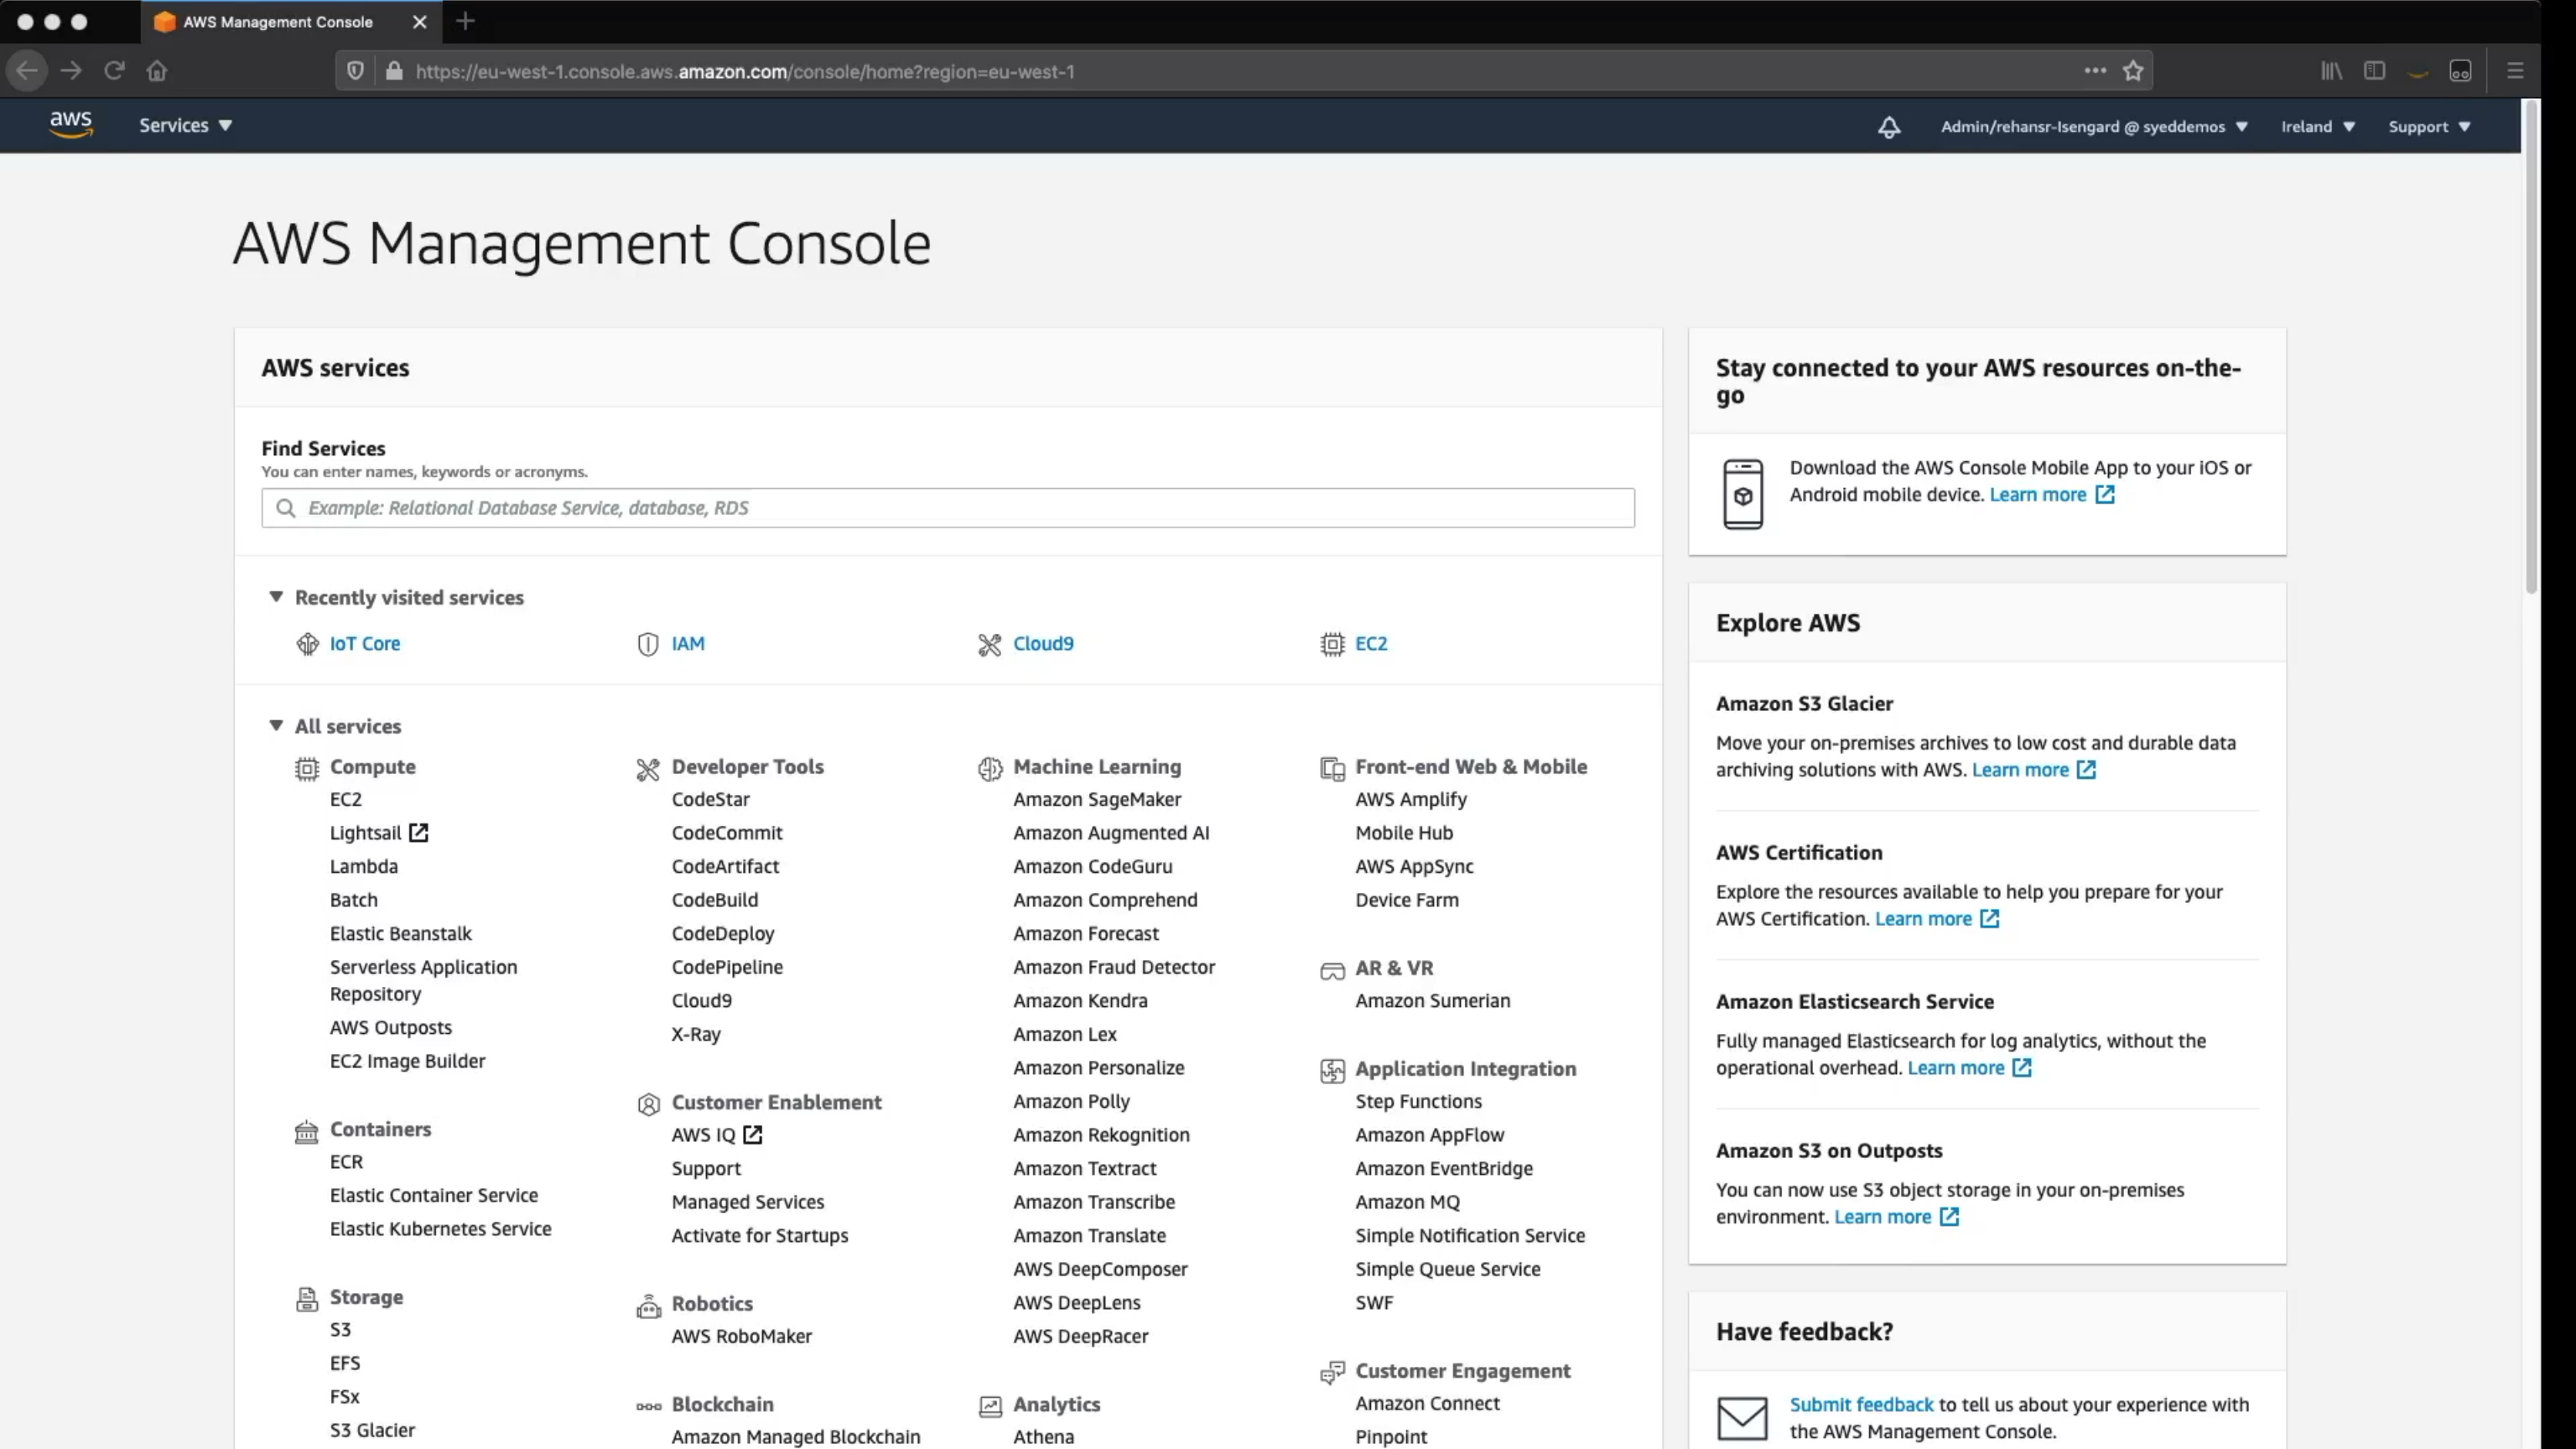 AWS Management Console
https://eu-west-1.console.aws.amazon.com/console/home?region=eu-west-1
aws
Services
Admin/rehansr-Isengard @ syeddemos
Ireland
Support
AWS Management Console
AWS services
Find Services
You can enter names, keywords or acronyms.
Example: Relational Database Service, database, RDS
Recently visited services
IoT Core
IAM
Cloud9
EC2
All services
Compute
EC2
Lightsail
Lambda
Batch
Elastic Beanstalk
Serverless Application
Repository
AWS Outposts
EC2 Image Builder
Containers
ECR
Elastic Container Service
Elastic Kubernetes Service
Storage
S3
EFS
FSx
S3 Glacier
Developer Tools
CodeStar
CodeCommit
CodeArtifact
CodeBuild
CodeDeploy
CodePipeline
Cloud9
X-Ray
Customer Enablement
AWS IQ
Support
Managed Services
Activate for Startups
Robotics
AWS RoboMaker
Blockchain
Amazon Managed Blockchain
Machine Learning
Amazon SageMaker
Amazon Augmented AI
Amazon CodeGuru
Amazon Comprehend
Amazon Forecast
Amazon Fraud Detector
Amazon Kendra
Amazon Lex
Amazon Personalize
Amazon Polly
Amazon Rekognition
Amazon Textract
Amazon Transcribe
Amazon Translate
AWS DeepComposer
AWS DeepLens
AWS DeepRacer
Analytics
Athena
Front-end Web & Mobile
AWS Amplify
Mobile Hub
AWS AppSync
Device Farm
AR & VR
Amazon Sumerian
Application Integration
Step Functions
Amazon AppFlow
Amazon EventBridge
Amazon MQ
Simple Notification Service
Simple Queue Service
SWF
Customer Engagement
Amazon Connect
Pinpoint
Stay connected to your AWS resources on-the-
go
Download the AWS Console Mobile App to your iOS or
Android mobile device. Learn more
Explore AWS
Amazon S3 Glacier
Move your on-premises archives to low cost and durable data
archiving solutions with AWS. Learn more
AWS Certification
Explore the resources available to help you prepare for your
AWS Certification. Learn more
Amazon Elasticsearch Service
Fully managed Elasticsearch for log analytics, without the
operational overhead. Learn more
Amazon S3 on Outposts
You can now use S3 object storage in your on-premises
environment. Learn more
Have feedback?
Submit feedback to tell us about your experience with
the AWS Management Console.